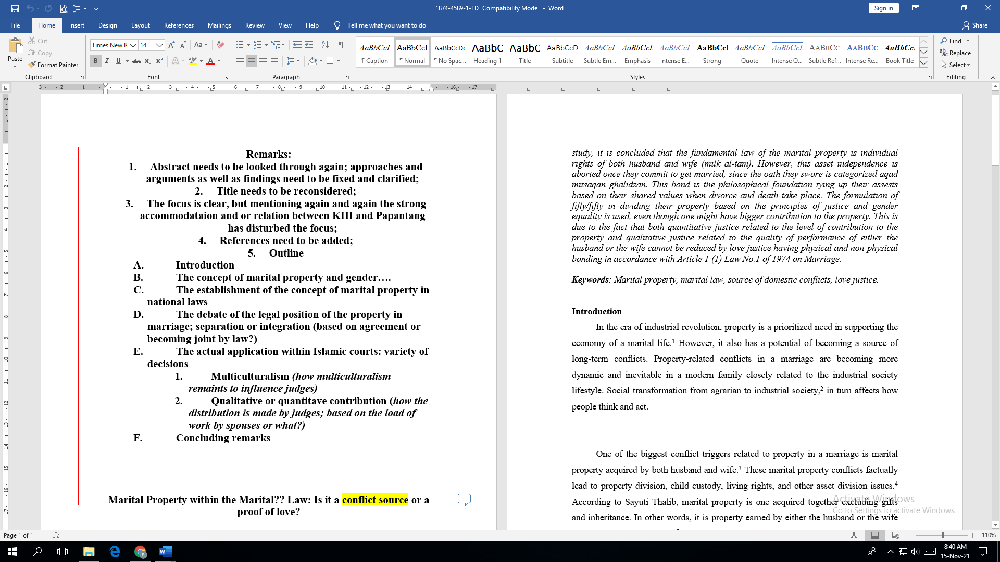 1874-4589-1-ED [Compatibility Mode] - Word
Sign in
File Home Insert Design Layout References Mailings Review View Help Tell me what you want to do Share
Paste
Cut
Copy
Format Painter
Clipboard
Times New R 14
Font
Paragraph
AaBbCcI AaBbCcI AaBbCcDc AaBbC AaBbC AaBbCcD AaBbCcI AaBbCcI AaBbCcI AaBbCcI AaBbCcI AaBbCcI AABBCC AABBCC AaBbCcI
¶ Caption ¶ Normal ¶ No Spac... Heading 1 Title Subtitle Subtle Em... Emphasis Intense E... Strong Quote Intense Q... Subtle Ref... Intense Re... Book Title
Styles
Find
Replace
Select
Editing
Remarks:
1. Abstract needs to be looked through again; approaches and
arguments as well as findings need to be fixed and clarified;
2. Title needs to be reconsidered;
3. The focus is clear, but mentioning again and again the strong
accommodataion and or relation between KHI and Papantang
has disturbed the focus;
4. References need to be added;
5. Outline
A. Introduction
B. The concept of marital property and gender….
C. The establishment of the concept of marital property in
national laws
D. The debate of the legal position of the property in
marriage; separation or integration (based on agreement or
becoming joint by law?)
E. The actual application within Islamic courts: variety of
decisions
1. Multiculturalism (how multiculturalism
remaints to influence judges)
2. Qualitative or quantitave contribution (how the
distribution is made by judges; based on the load of
work by spouses or what?)
F. Concluding remarks
Marital Property within the Marital?? Law: Is it a conflict source or a
proof of love?
study, it is concluded that the fundamental law of the marital property is individual
rights of both husband and wife (milk al-tam). However, this asset independence is
aborted once they commit to get married, since the oath they swore is categorized aqad
mitsaqan ghalidzan. This bond is the philosophical foundation tying up their assests
based on their shared values when divorce and death take place. The formulation of
fifty/fifty in dividing their property based on the principles of justice and gender
equality is used, even though one might have bigger contribution to the property. This is
due to the fact that both quantitative justice related to the level of contribution to the
property and qualitative justice related to the quality of performance of either the
husband or the wife cannot be reduced by love justice having physical and non-physical
bonding in accordance with Article 1 (1) Law No.1 of 1974 on Marriage.
Keywords: Marital property, marital law, source of domestic conflicts, love justice.
Introduction
In the era of industrial revolution, property is a prioritized need in supporting the
economy of a marital life.1 However, it also has a potential of becoming a source of
long-term conflicts. Property-related conflicts in a marriage are becoming more
dynamic and inevitable in a modern family closely related to the industrial society
lifestyle. Social transformation from agrarian to industrial society,2 in turn affects how
people think and act.
One of the biggest conflict triggers related to property in a marriage is marital
property acquired by both husband and wife.3 These marital property conflicts factually
lead to property division, child custody, living rights, and other asset division issues.4
According to Sayuti Thalib, marital property is one acquired together excluding gifts
and inheritance. In other words, it is property earned by either the husband or the wife
Activate Windows
Go to Settings to activate Windows.
Page 1 of 1
110%
8:40 AM
15-Nov-21